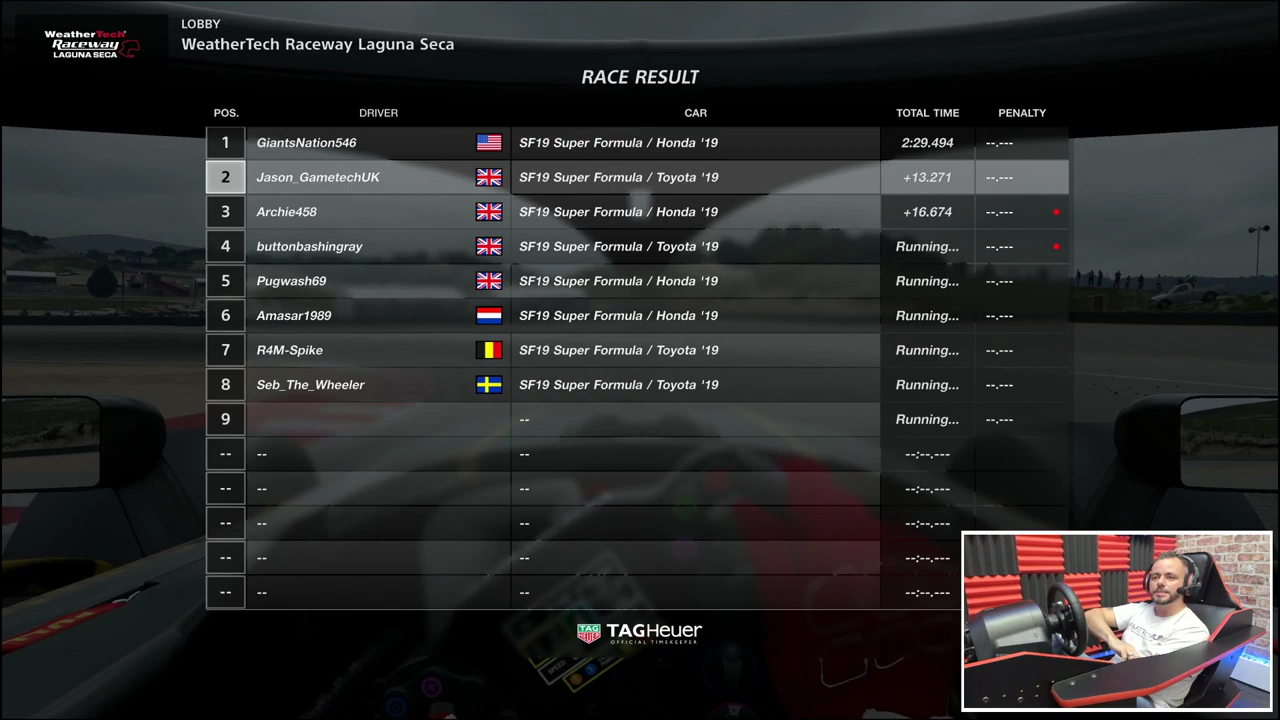 LOBBY
WeatherTech Raceway Laguna Seca
WeatherTech
Raceway
LAGUNA SECA
RACE RESULT
POS. DRIVER CAR TOTAL TIME PENALTY
1 GiantsNation546 SF19 Super Formula / Honda '19 2:29.494 --.---
2 Jason_GametechUK SF19 Super Formula / Toyota '19 +13.271 --.---
3 Archie458 SF19 Super Formula / Honda '19 +16.674 --.---
4 buttonbashingray SF19 Super Formula / Toyota '19 Running... --.---
5 Pugwash69 SF19 Super Formula / Honda '19 Running... --.---
6 Amasar1989 SF19 Super Formula / Honda '19 Running... --.---
7 R4M-Spike SF19 Super Formula / Toyota '19 Running... --.---
8 Seb_The_Wheeler SF19 Super Formula / Toyota '19 Running... --.---
9 -- Running... --.---
-- -- -- --:--.---
-- -- -- --:--.---
-- -- -- --:--.---
-- -- -- --:--.---
-- -- -- --:--.---
TAG HEUER TAGHeuer
OFFICIAL TIMEKEEPER
SPEED